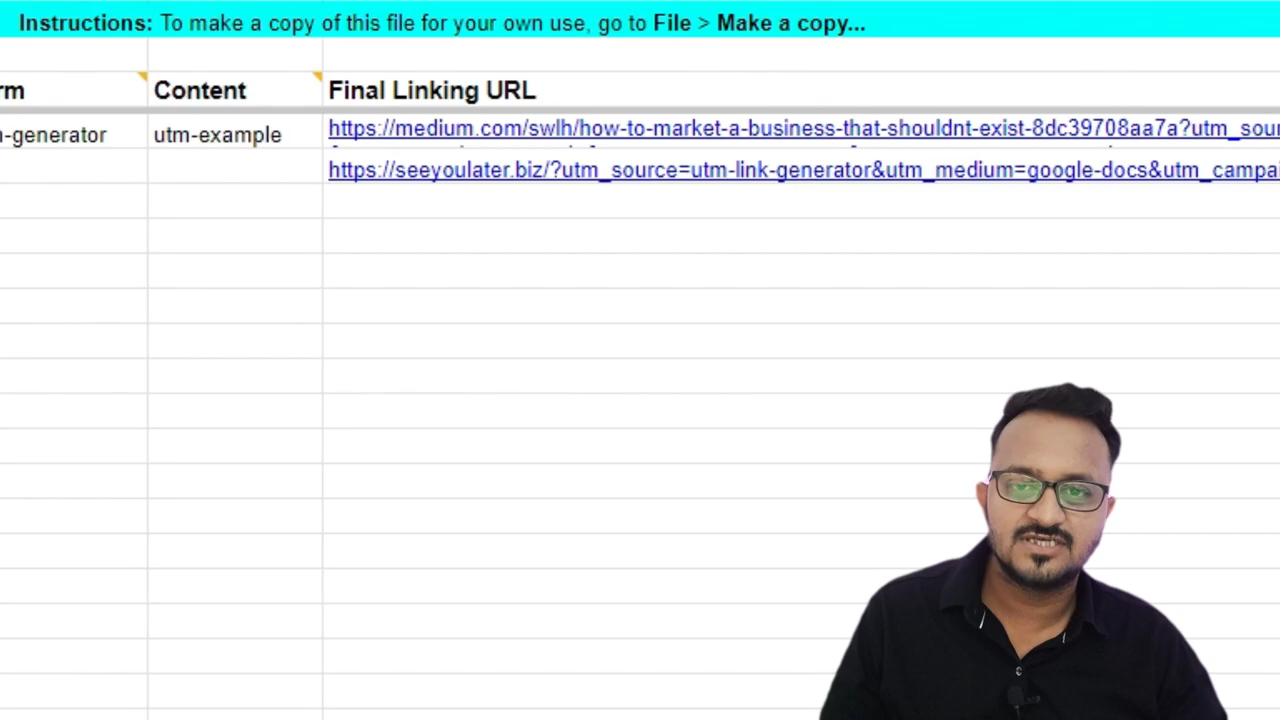 Instructions: To make a copy of this file for your own use, go to File > Make a copy...
Content Final Linking URL
utm-example https://medium.com/swlh/how-to-market-a-business-that-shouldnt-exist-8dc39708aa7a?utm_sou
-generator
https://seeyoulater.biz/?utm_source=utm-link-generator&utm_medium=google-docs&utm_campai